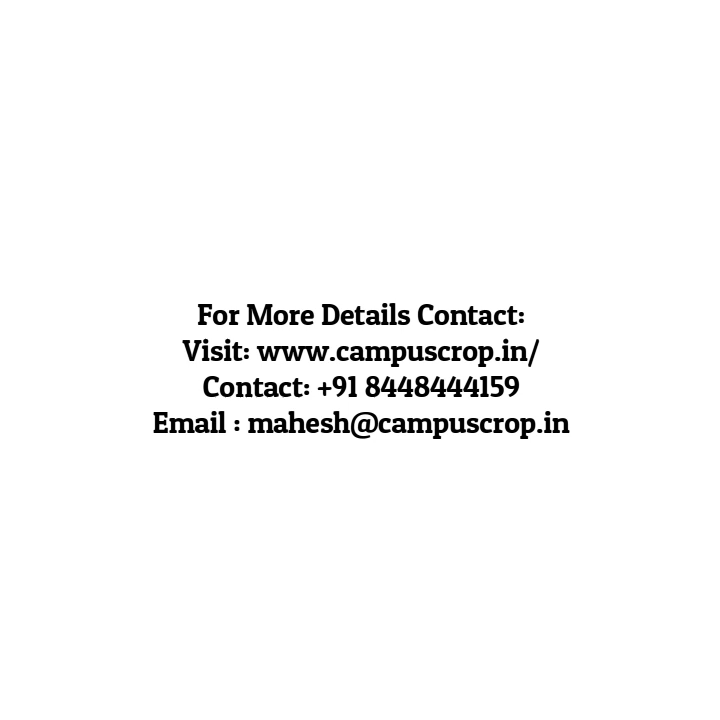 For More Details Contact:
Visit: www.campuscrop.in/
Contact: +91 8448444159
Email : mahesh@campuscrop.in